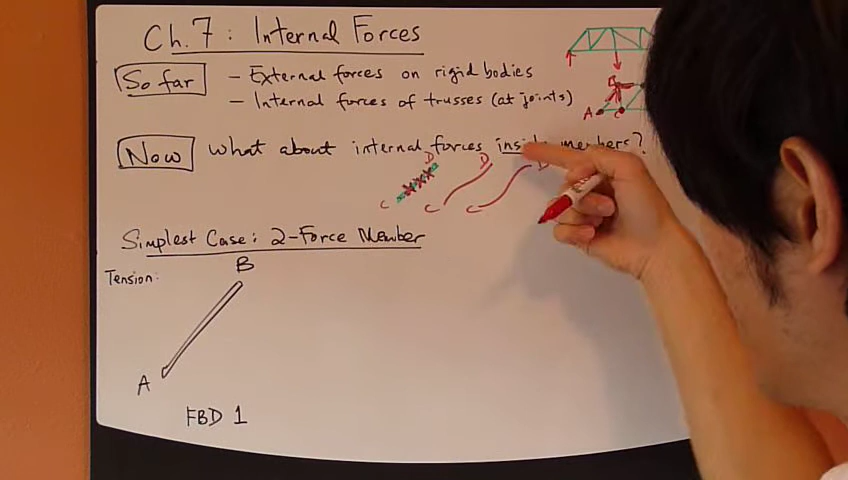 Ch.7: Internal Forces
So far - External forces on rigid bodies
- Internal forces of trusses (at joints)
B
A C
Now What about internal forces inside members?
D D D
C C C
Simplest Case: 2-Force Member
Tension:
B
A
FBD 1